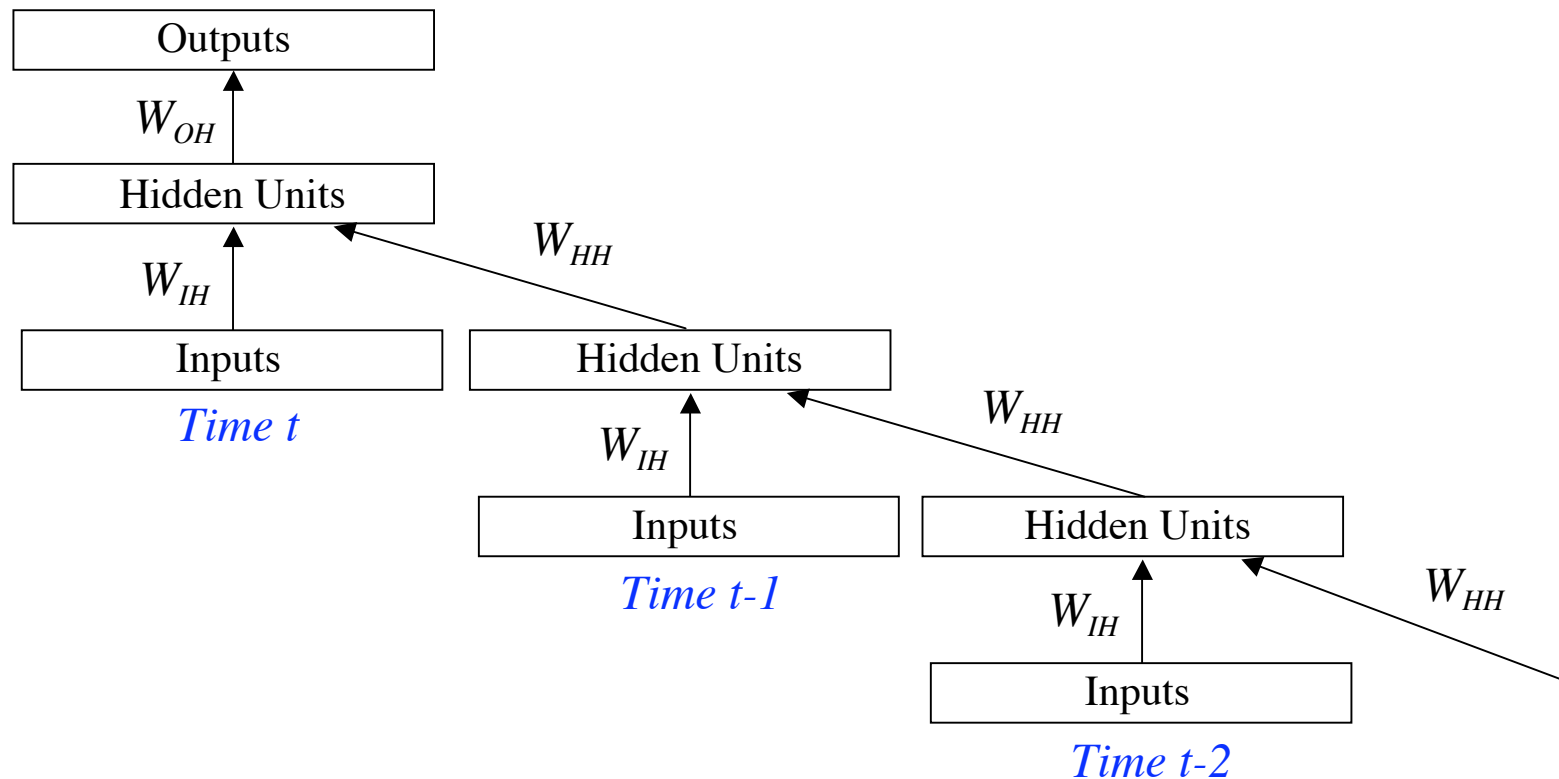 Outputs
W_OH
Hidden Units
W_HH
W_IH
Inputs
Hidden Units
Time t
W_HH
W_IH
Inputs
Hidden Units
Time t-1
W_HH
W_IH
Inputs
Time t-2